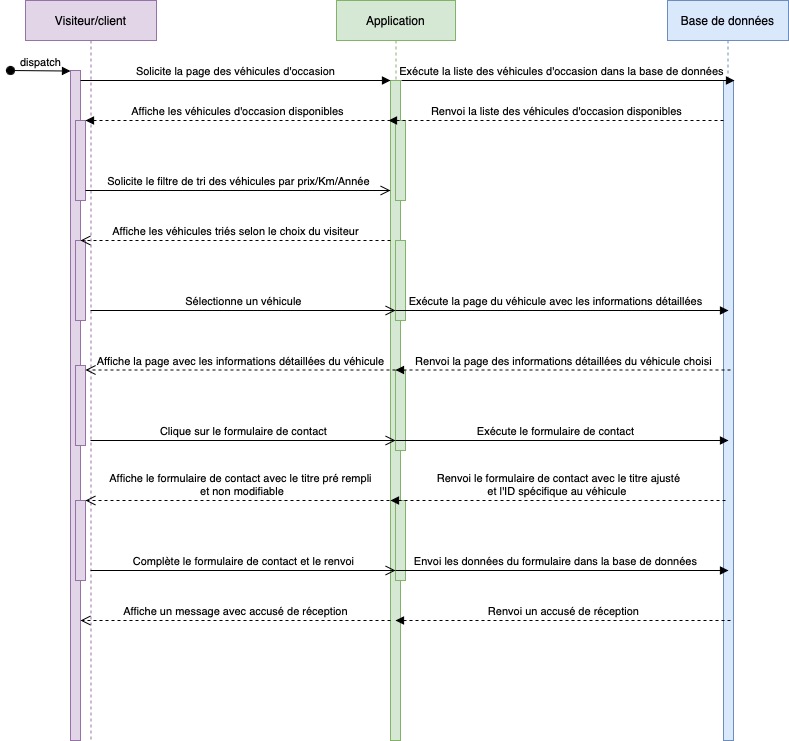 Visiteur/client
Application
Base de données
dispatch
Solicite la page des véhicules d'occasion
Exécute la liste des véhicules d'occasion dans la base de données
Affiche les véhicules d'occasion disponibles
Renvoi la liste des véhicules d'occasion disponibles
Solicite le filtre de tri des véhicules par prix/Km/Année
Affiche les véhicules triés selon le choix du visiteur
Sélectionne un véhicule
Exécute la page du véhicule avec les informations détaillées
Affiche la page avec les informations détaillées du véhicule
Renvoi la page des informations détaillées du véhicule choisi
Clique sur le formulaire de contact
Exécute le formulaire de contact
Affiche le formulaire de contact avec le titre pré rempli
et non modifiable
Renvoi le formulaire de contact avec le titre ajusté
et l'ID spécifique au véhicule
Complète le formulaire de contact et le renvoi
Envoi les données du formulaire dans la base de données
Affiche un message avec accusé de réception
Renvoi un accusé de réception